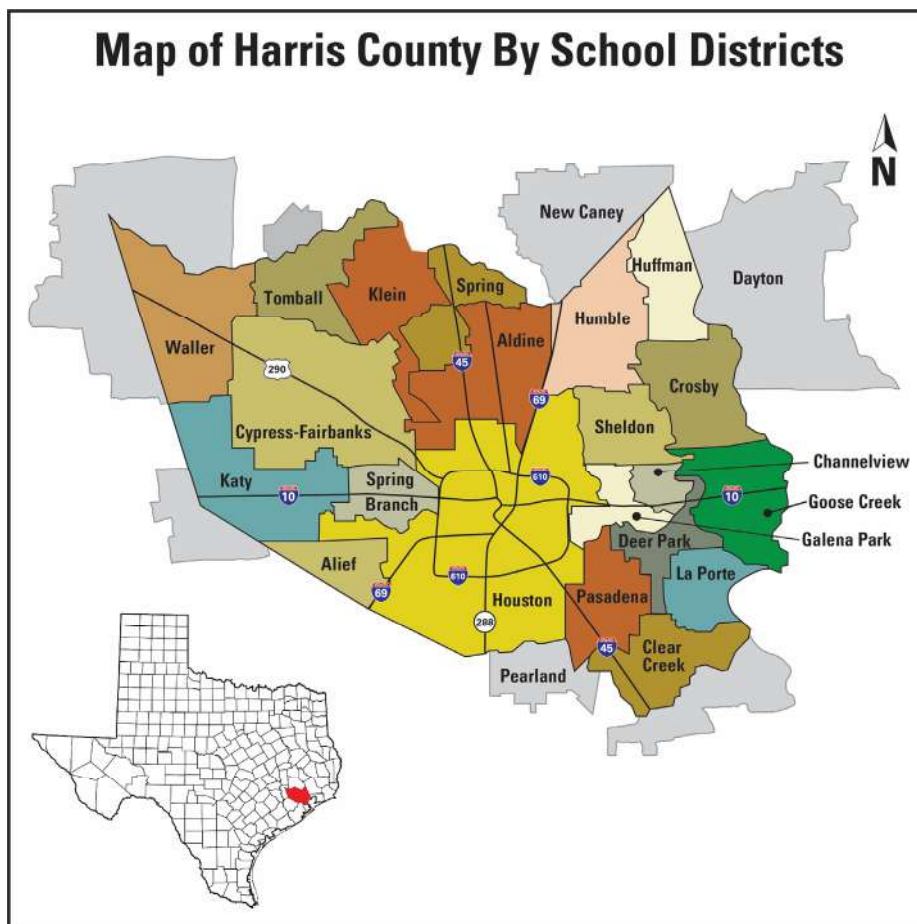 Map of Harris County By School Districts
N
New Caney
Huffman
Dayton
Spring
Tomball
Klein
Humble
Aldine
Waller
45
290
Crosby
69
Sheldon
Cypress-Fairbanks
Channelview
Katy
Spring
Branch
610
10
10
Goose Creek
Galena Park
Deer Park
Alief
La Porte
610
69
Houston
Pasadena
288
45
Clear
Creek
Pearland